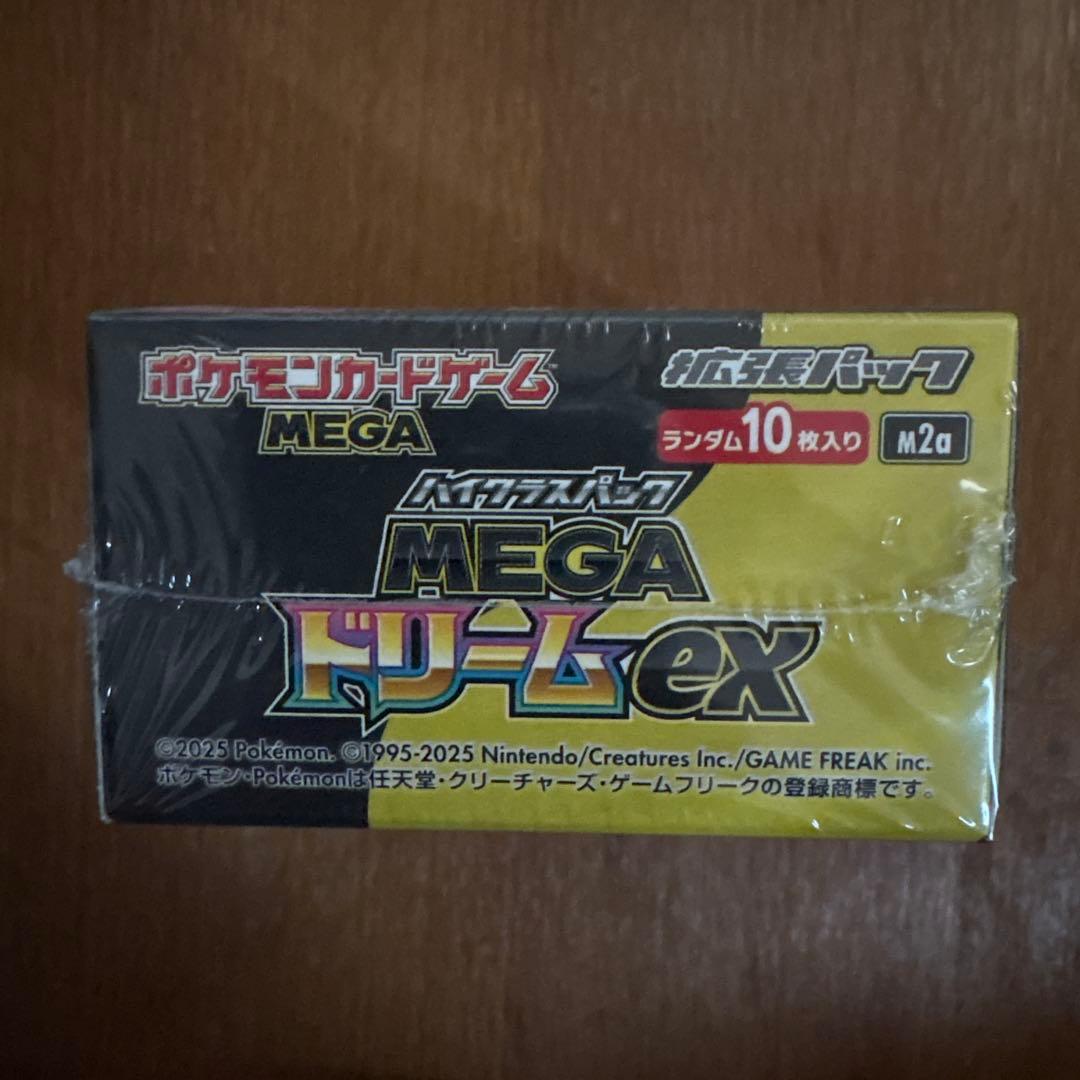 ポケモンカードゲーム™
MEGA
拡張パック
ランダム10枚入り
M2a
ハイクラスパック
MEGA
ドリームex
©2025 Pokémon. ©1995-2025 Nintendo/Creatures Inc./GAME FREAK inc.
ポケモン・Pokémonは任天堂・クリーチャーズ・ゲームフリークの登録商標です。